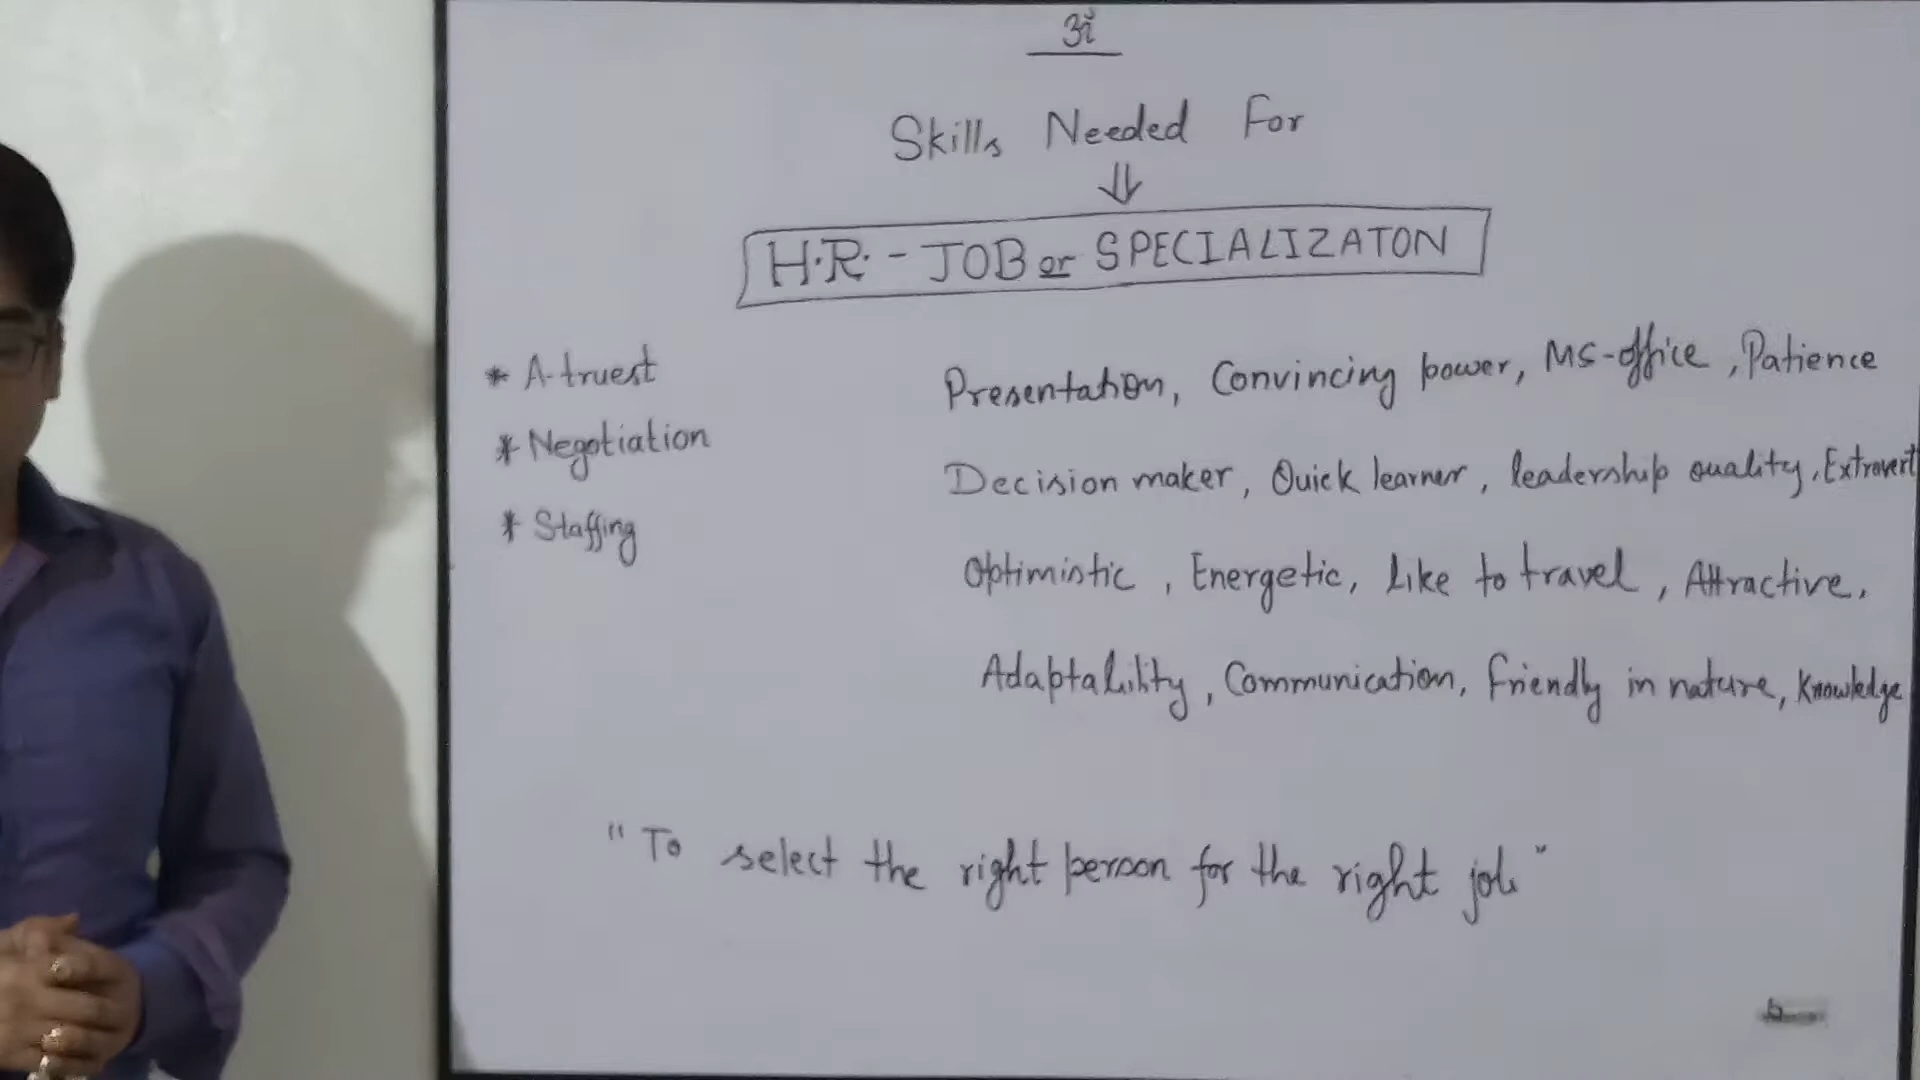 Skills Needed For
H.R. - JOB or SPECIALIZATON
* A-truest
* Negotiation
* Staffing
Presentation, Convincing power, MS-office, Patience
Decision maker, Quick learner, leadership quality, Extrovert
Optimistic, Energetic, Like to travel, Attractive,
Adaptability, Communication, friendly in nature, Knowledge
"To select the right person for the right job"